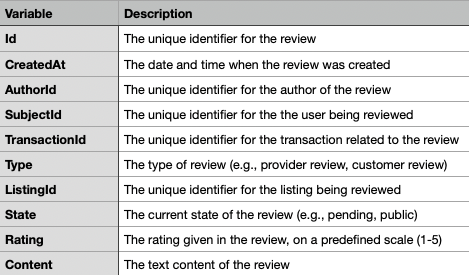 Variable Description
Id The unique identifier for the review
CreatedAt The date and time when the review was created
AuthorId The unique identifier for the author of the review
SubjectId The unique identifier for the the user being reviewed
TransactionId The unique identifier for the transaction related to the review
Type The type of review (e.g., provider review, customer review)
ListingId The unique identifier for the listing being reviewed
State The current state of the review (e.g., pending, public)
Rating The rating given in the review, on a predefined scale (1-5)
Content The text content of the review